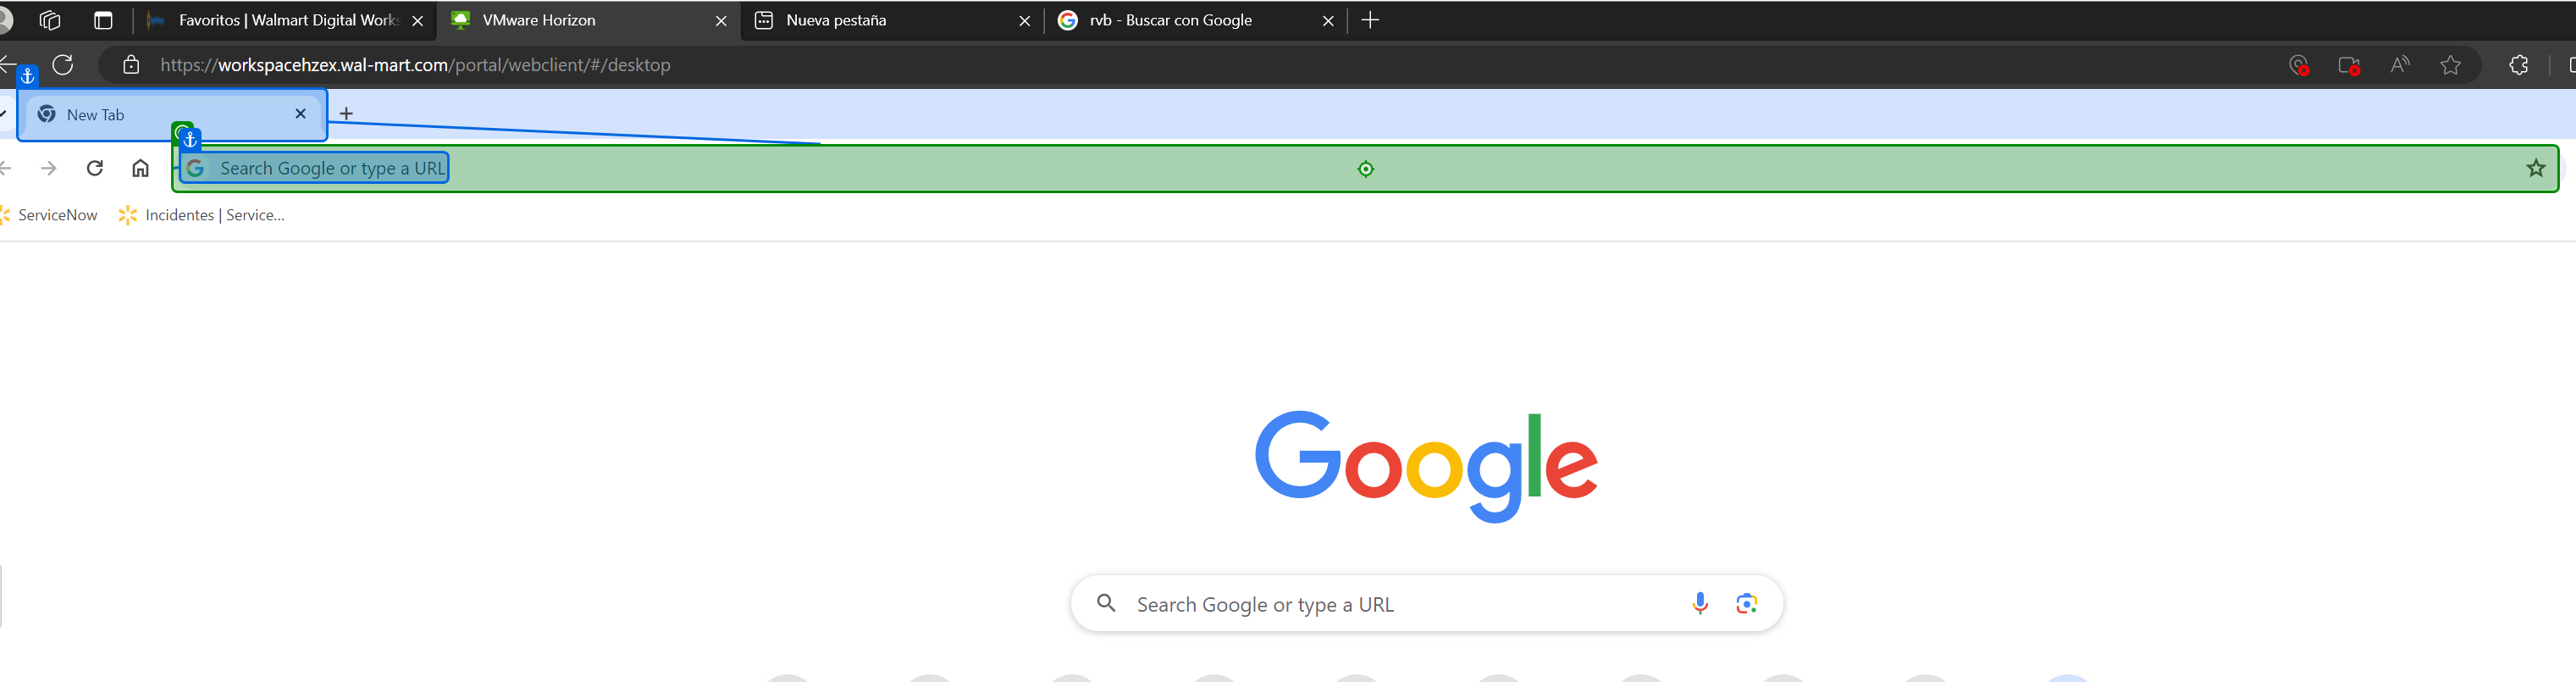 Favoritos | Walmart Digital Works
VMware Horizon
Nueva pestaña
rvb - Buscar con Google
https://workspacehzex.wal-mart.com/portal/webclient/#/desktop
New Tab
Search Google or type a URL
ServiceNow
Incidentes | Service...
Google
Search Google or type a URL